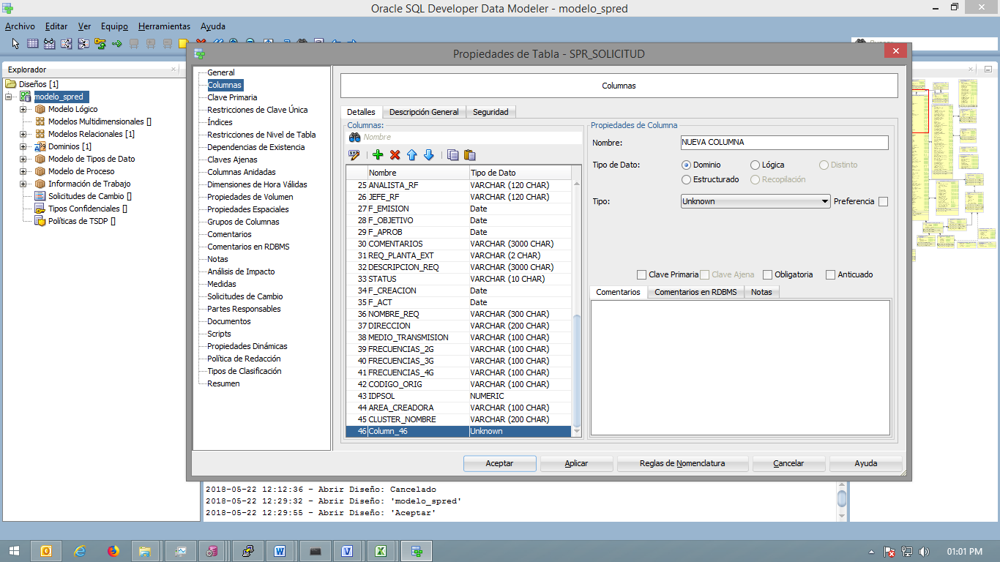 Oracle SQL Developer Data Modeler - modelo_spred
Archivo Editar Ver Equipo Herramientas Ayuda
Explorador
Diseños [1]
modelo_spred
Modelo Lógico
Modelos Multidimensionales []
Modelos Relacionales [1]
Dominios [1]
Modelo de Tipos de Dato
Modelo de Proceso
Información de Trabajo
Solicitudes de Cambio []
Tipos Confidenciales []
Políticas de TSDP []
Propiedades de Tabla - SPR_SOLICITUD
General
Columnas
Clave Primaria
Restricciones de Clave Única
Índices
Restricciones de Nivel de Tabla
Dependencias de Existencia
Claves Ajenas
Columnas Anidadas
Dimensiones de Hora Válidas
Propiedades de Volumen
Propiedades Espaciales
Grupos de Columnas
Comentarios
Comentarios en RDBMS
Notas
Análisis de Impacto
Medidas
Solicitudes de Cambio
Partes Responsables
Documentos
Scripts
Propiedades Dinámicas
Política de Redacción
Tipos de Clasificación
Resumen
Columnas
Detalles Descripción General Seguridad
Columnas:
Nombre
Nombre Tipo de Dato
25 ANALISTA_RF VARCHAR (120 CHAR)
26 JEFE_RF VARCHAR (120 CHAR)
27 F_EMISION Date
28 F_OBJETIVO Date
29 F_APROB Date
30 COMENTARIOS VARCHAR (3000 CHAR)
31 REQ_PLANTA_EXT VARCHAR (2 CHAR)
32 DESCRIPCION_REQ VARCHAR (3000 CHAR)
33 STATUS VARCHAR (10 CHAR)
34 F_CREACION Date
35 F_ACT Date
36 NOMBRE_REQ VARCHAR (300 CHAR)
37 DIRECCION VARCHAR (200 CHAR)
38 MEDIO_TRANSMISION VARCHAR (100 CHAR)
39 FRECUENCIAS_2G VARCHAR (100 CHAR)
40 FRECUENCIAS_3G VARCHAR (100 CHAR)
41 FRECUENCIAS_4G VARCHAR (100 CHAR)
42 CODIGO_ORIG VARCHAR (100 CHAR)
43 IDPSOL NUMERIC
44 AREA_CREADORA VARCHAR (100 CHAR)
45 CLUSTER_NOMBRE VARCHAR (200 CHAR)
46 Column_46 Unknown
Propiedades de Columna
Nombre: NUEVA COLUMNA
Tipo de Dato: Dominio Lógica Distinto
Estructurado Recopilación
Tipo: Unknown Preferencia
Clave Primaria Clave Ajena Obligatoria Anticuado
Comentarios Comentarios en RDBMS Notas
Aceptar Aplicar Reglas de Nomenclatura Cancelar Ayuda
2018-05-22 12:12:36 - Abrir Diseño: Cancelado
2018-05-22 12:29:32 - Abrir Diseño: 'modelo_spred'
2018-05-22 12:29:55 - Abrir Diseño: 'Aceptar'
01:01 PM